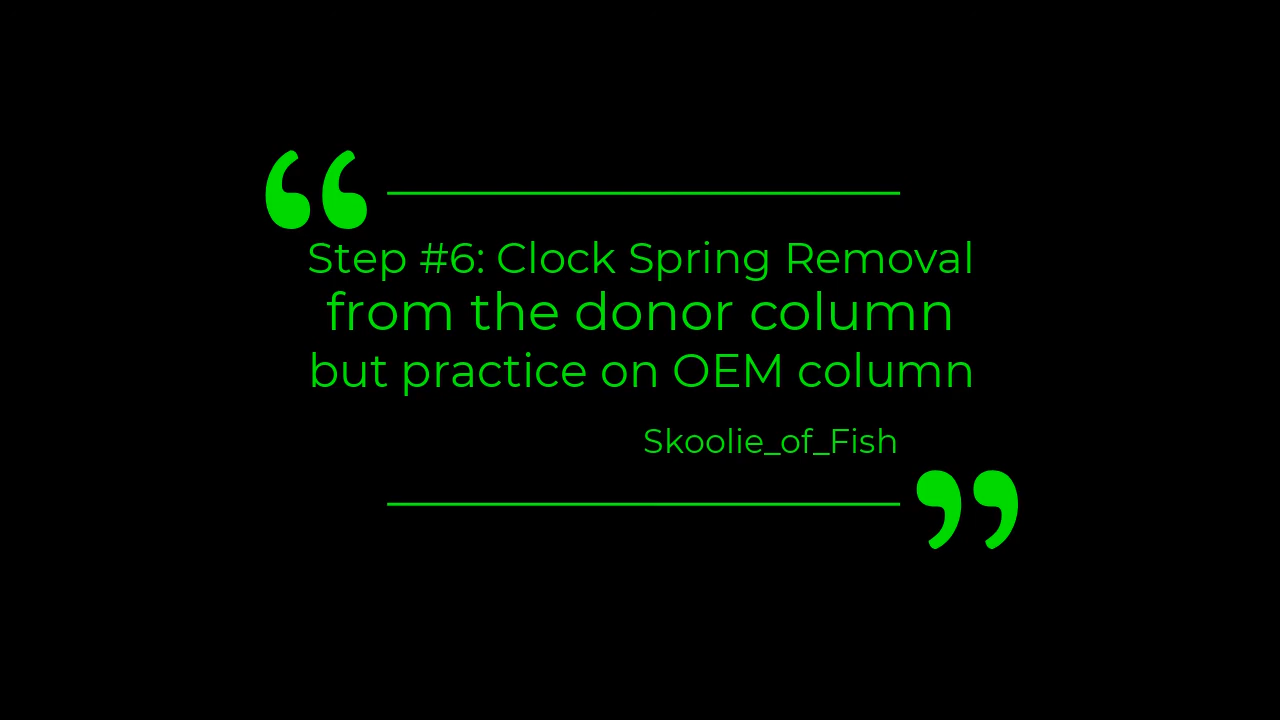 Step #6: Clock Spring Removal
from the donor column
but practice on OEM column
Skoolie_of_Fish